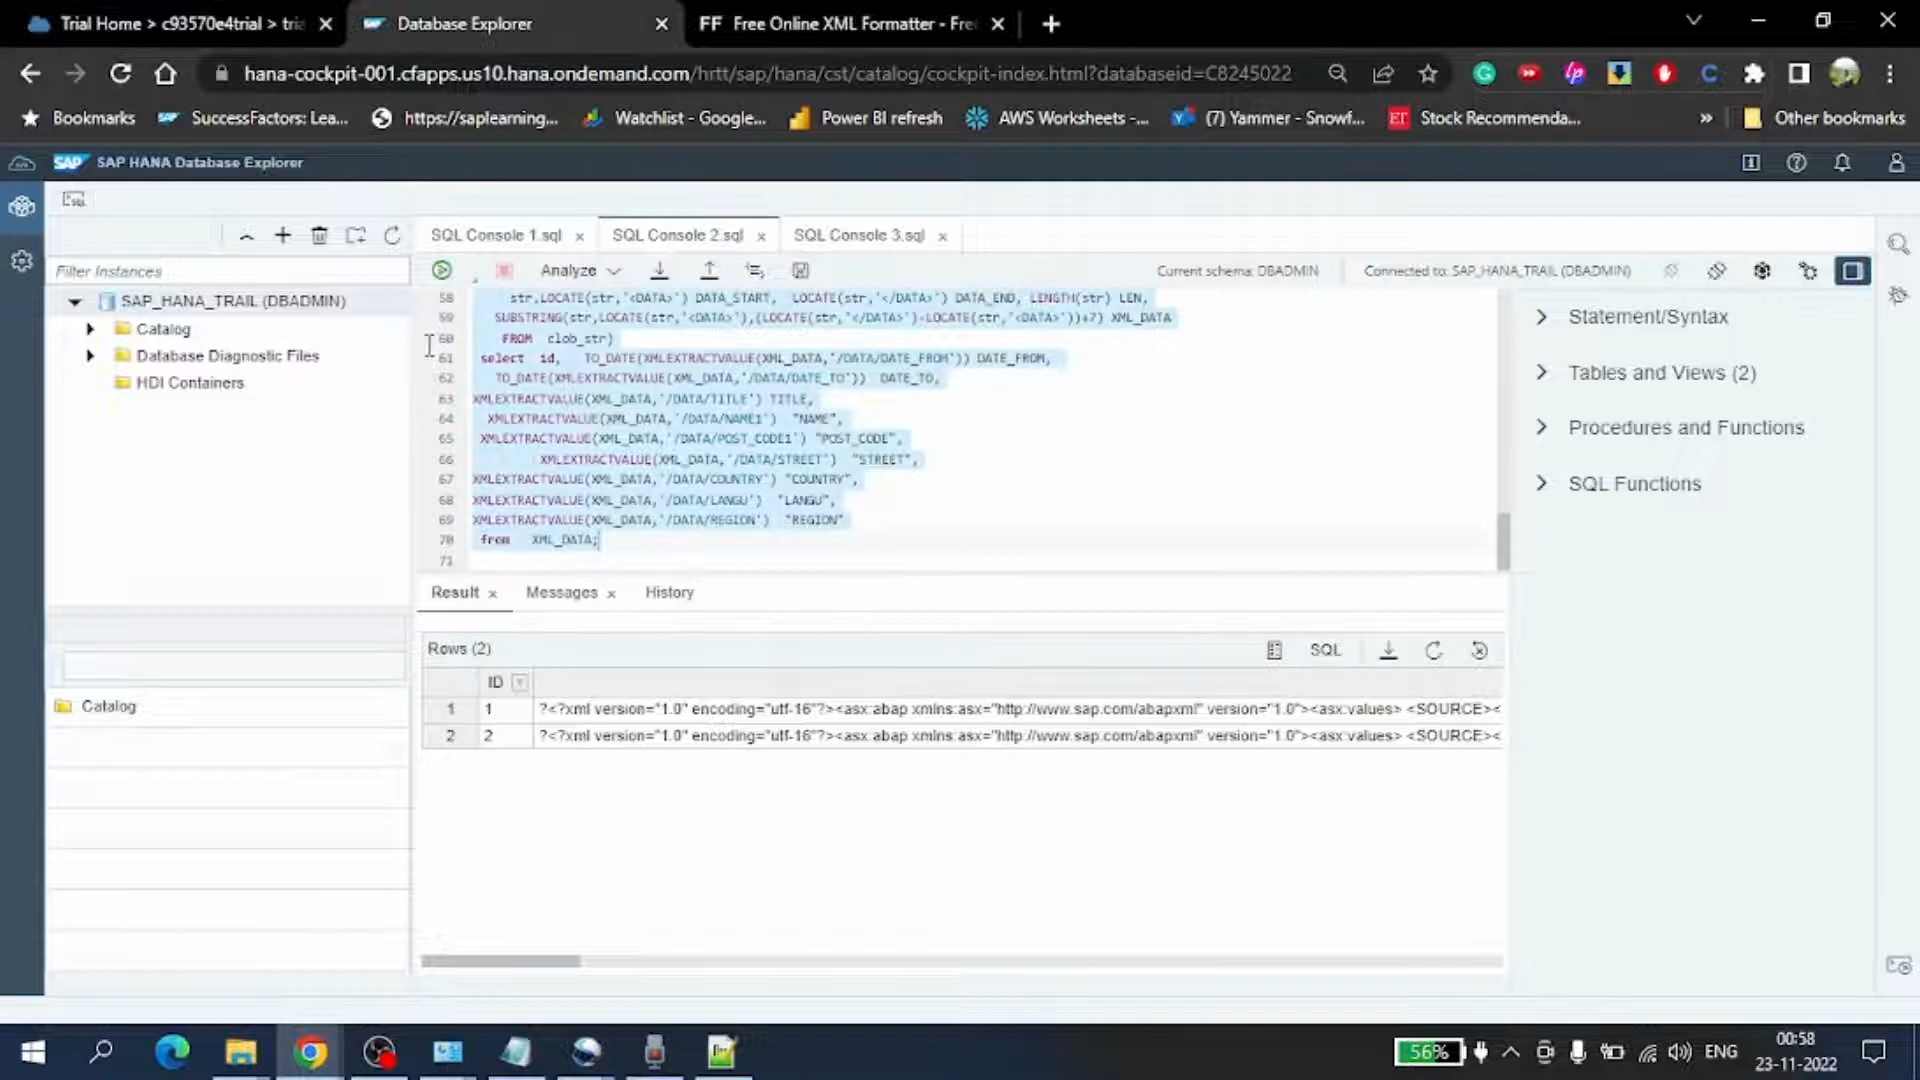 Trial Home > c93570e4trial > tria
Database Explorer
FF Free Online XML Formatter - Free
hana-cockpit-001.cfapps.us10.hana.ondemand.com/hrtt/sap/hana/cst/catalog/cockpit-index.html?databaseid=C8245022
Bookmarks
SuccessFactors: Lea...
https://saplearning...
Watchlist - Google...
Power BI refresh
AWS Worksheets -...
(7) Yammer - Snowf...
ET Stock Recommenda...
»
Other bookmarks
SAP SAP HANA Database Explorer
SQL Console 1.sql
SQL Console 2.sql
SQL Console 3.sql
Filter Instances
Analyze
Current schema: DBADMIN
Connected to: SAP_HANA_TRAIL (DBADMIN)
SAP_HANA_TRAIL (DBADMIN)
Catalog
Database Diagnostic Files
HDI Containers
58 str,LOCATE(str,'<DATA>') DATA_START, LOCATE(str,'</DATA>') DATA_END, LENGTH(str) LEN,
59 SUBSTRING(str,LOCATE(str,'<DATA>'),(LOCATE(str,'</DATA>')-LOCATE(str,'<DATA>'))+7) XML_DATA
60 FROM clob_str)
61 select id, TO_DATE(XMLEXTRACTVALUE(XML_DATA,'/DATA/DATE_FROM')) DATE_FROM,
62 TO_DATE(XMLEXTRACTVALUE(XML_DATA,'/DATA/DATE_TO')) DATE_TO,
63 XMLEXTRACTVALUE(XML_DATA,'/DATA/TITLE') TITLE,
64 XMLEXTRACTVALUE(XML_DATA,'/DATA/NAME1') "NAME",
65 XMLEXTRACTVALUE(XML_DATA,'/DATA/POST_CODE1') "POST_CODE",
66 XMLEXTRACTVALUE(XML_DATA,'/DATA/STREET') "STREET",
67 XMLEXTRACTVALUE(XML_DATA,'/DATA/COUNTRY') "COUNTRY",
68 XMLEXTRACTVALUE(XML_DATA,'/DATA/LANGU') "LANGU",
69 XMLEXTRACTVALUE(XML_DATA,'/DATA/REGION') "REGION"
70 from XML_DATA;
71
Statement/Syntax
Tables and Views (2)
Procedures and Functions
SQL Functions
Result
Messages
History
Rows (2)
SQL
ID
1 1 ?<?xml version="1.0" encoding="utf-16"?><asx:abap xmlns:asx="http://www.sap.com/abapxml" version="1.0"><asx:values> <SOURCE><
2 2 ?<?xml version="1.0" encoding="utf-16"?><asx:abap xmlns:asx="http://www.sap.com/abapxml" version="1.0"><asx:values> <SOURCE><
Catalog
56%
ENG
00:58
23-11-2022